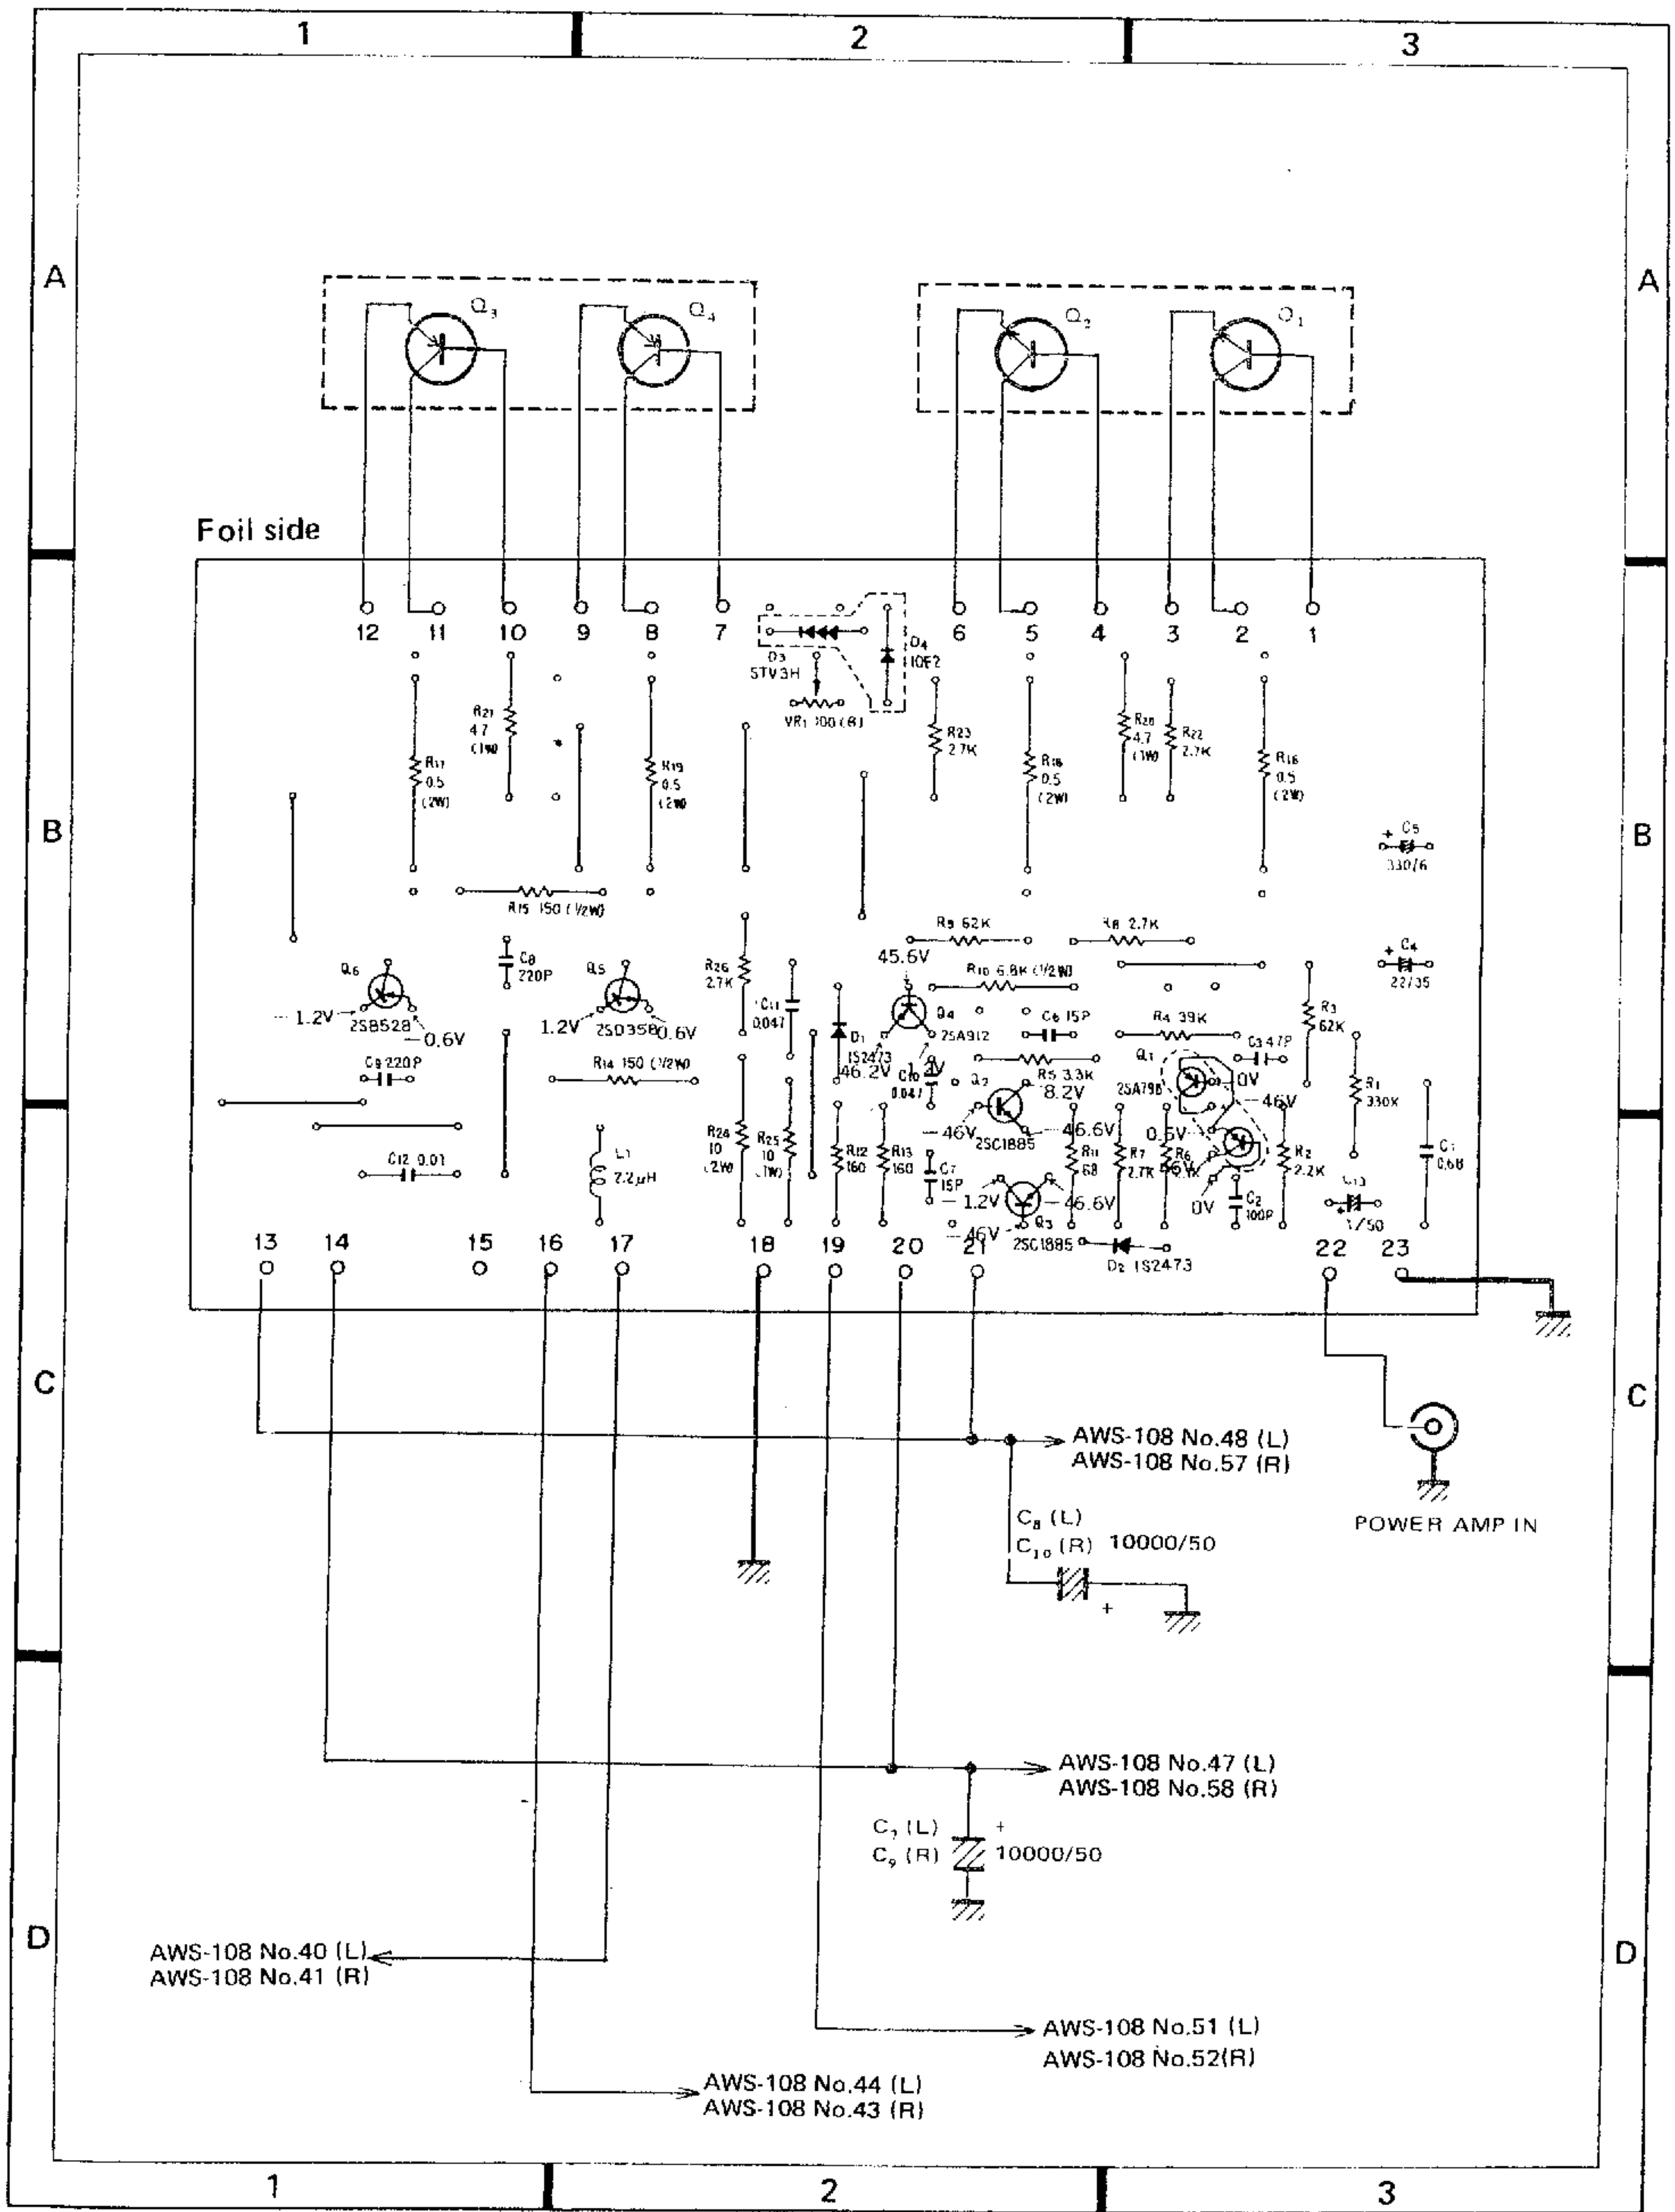 1 2 3
A A
Q3 Q4 Q2 Q1
Foil side
12 11 10 9 8 7 6 5 4 3 2 1
D3
STV3H
D4
10E2
VR1 100 (B)
R21
4.7
(1W)
R17
0.5
(2W)
R19
0.5
(2W)
R23
2.7K
R18
0.5
(2W)
R20
4.7
(1W)
R22
2.7K
R16
0.5
(2W)
B B
+ C5
330/6
R15 150 (1/2W)
R9 62K
R8 2.7K
45.6V
R10 6.8K (1/2W)
+ C4
22/35
Q6
C8
220P
Q5
R26
2.7K
C11
0.047
Q4
2SA912
C6 15P
R4 39K
R3
62K
-1.2V
2SB528
-0.6V
1.2V
2SD358
0.6V
D1
1S2473
46.2V
C3 47P
Q1
C9 220P
R14 150 (1/2W)
C10
0.047
Q2
R5 3.3K
8.2V
2SA798
0V
-46V
R1
330K
-46V
2SC1885
-46.6V
0.6V
R24
10
(2W)
R25
10
(1W)
R12
160
R13
160
C7
15P
R11
68
R7
2.7K
R6
R2
2.2K
C1
0.68
C12 0.01
L1
2.2μH
-1.2V
-46.6V
-46V
Q3
2SC1885
0V
C2
100P
C13
+
1/50
D2 1S2473
13 14 15 16 17 18 19 20 21 22 23
C C
AWS-108 No.48 (L)
AWS-108 No.57 (R)
POWER AMP IN
C8 (L)
C10 (R) 10000/50
+
AWS-108 No.47 (L)
AWS-108 No.58 (R)
C7 (L) +
C9 (R) 10000/50
D D
AWS-108 No.40 (L)
AWS-108 No.41 (R)
AWS-108 No.51 (L)
AWS-108 No.52(R)
AWS-108 No.44 (L)
AWS-108 No.43 (R)
1 2 3